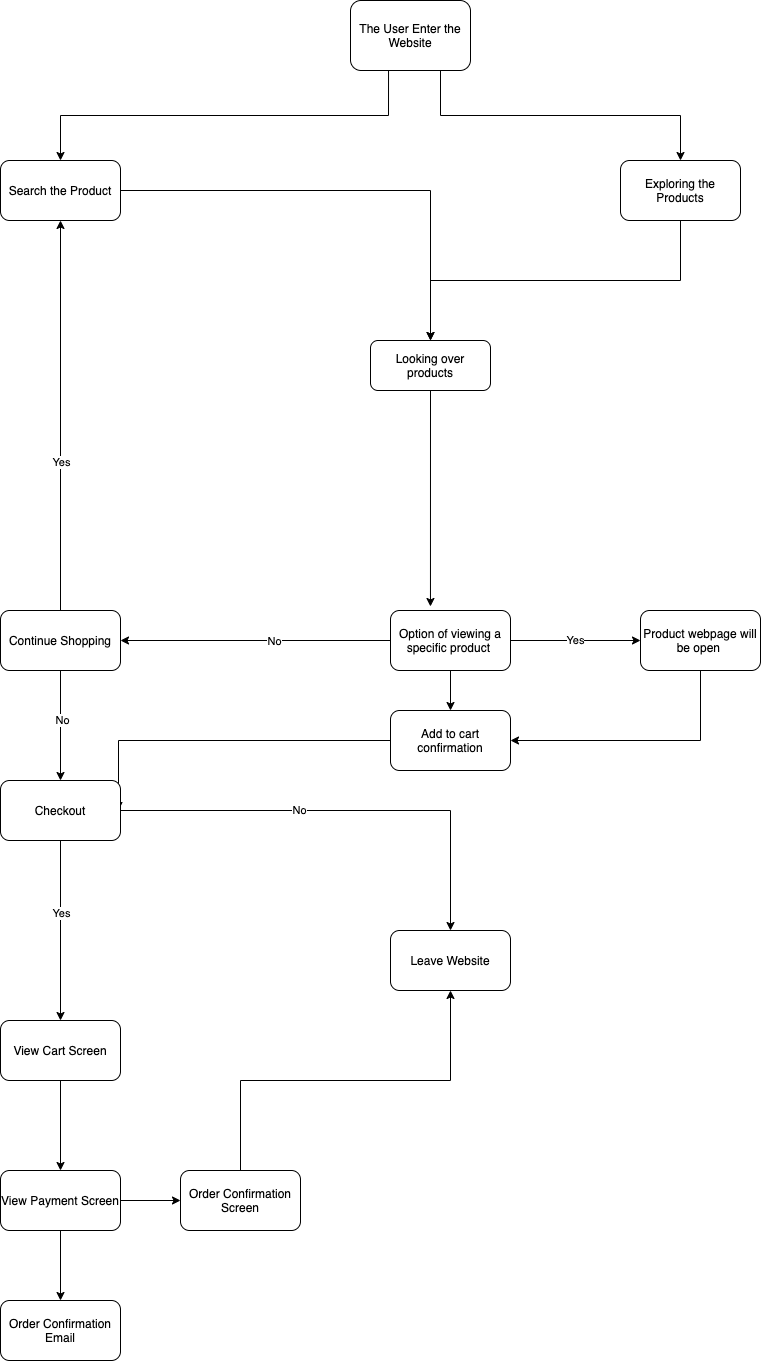 The User Enter the
Website
Search the Product
Exploring the
Products
Looking over
products
Yes
Continue Shopping
No
Option of viewing a
specific product
Yes
Product webpage will
be open
No
Add to cart
confirmation
Checkout
No
Yes
Leave Website
View Cart Screen
View Payment Screen
Order Confirmation
Screen
Order Confirmation
Email